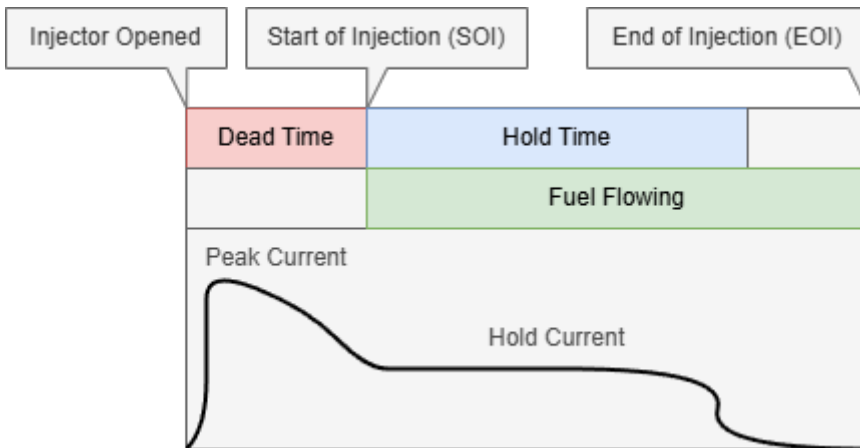 Injector Opened
Start of Injection (SOI)
End of Injection (EOI)
Dead Time
Hold Time
Fuel Flowing
Peak Current
Hold Current